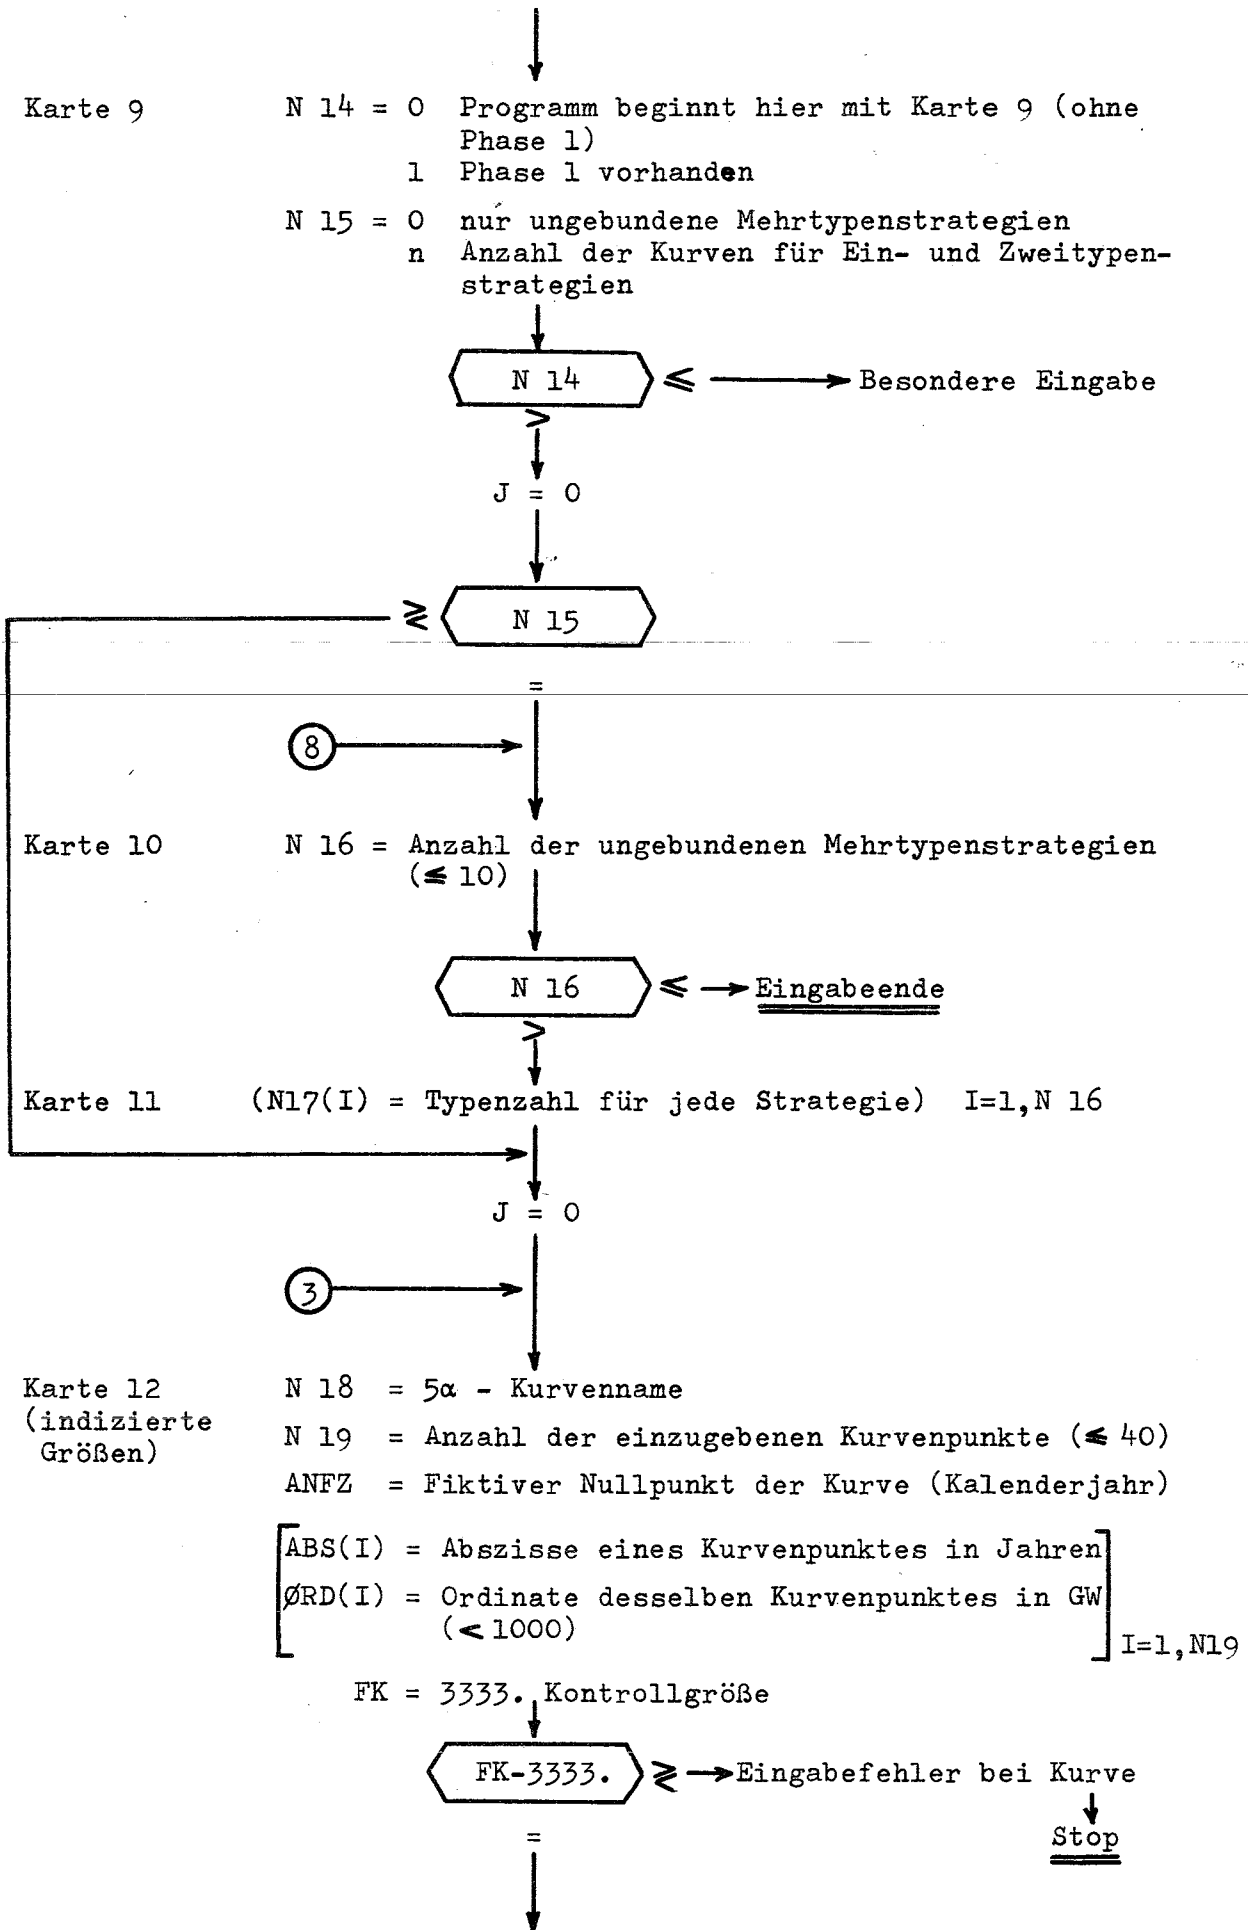 Karte 9 N 14 = 0 Programm beginnt hier mit Karte 9 (ohne
Phase 1)
1 Phase 1 vorhanden
N 15 = 0 nur ungebundene Mehrtypenstrategien
n Anzahl der Kurven für Ein- und Zweitypen-
strategien
N 14 ≤ Besondere Eingabe
>
J = 0
≷ N 15
=
8
Karte 10 N 16 = Anzahl der ungebundenen Mehrtypenstrategien
(≤ 10)
N 16 ≤ Eingabeende
>
Karte 11 (N17(I) = Typenzahl für jede Strategie) I=1,N 16
J = 0
3
Karte 12 N 18 = 5α - Kurvenname
(indizierte
Größen)
N 19 = Anzahl der einzugebenen Kurvenpunkte (≤ 40)
ANFZ = Fiktiver Nullpunkt der Kurve (Kalenderjahr)
ABS(I) = Abszisse eines Kurvenpunktes in Jahren
ØRD(I) = Ordinate desselben Kurvenpunktes in GW
(< 1000)
I=1,N19
FK = 3333. Kontrollgröße
FK-3333. ≷ Eingabefehler bei Kurve
Stop
=